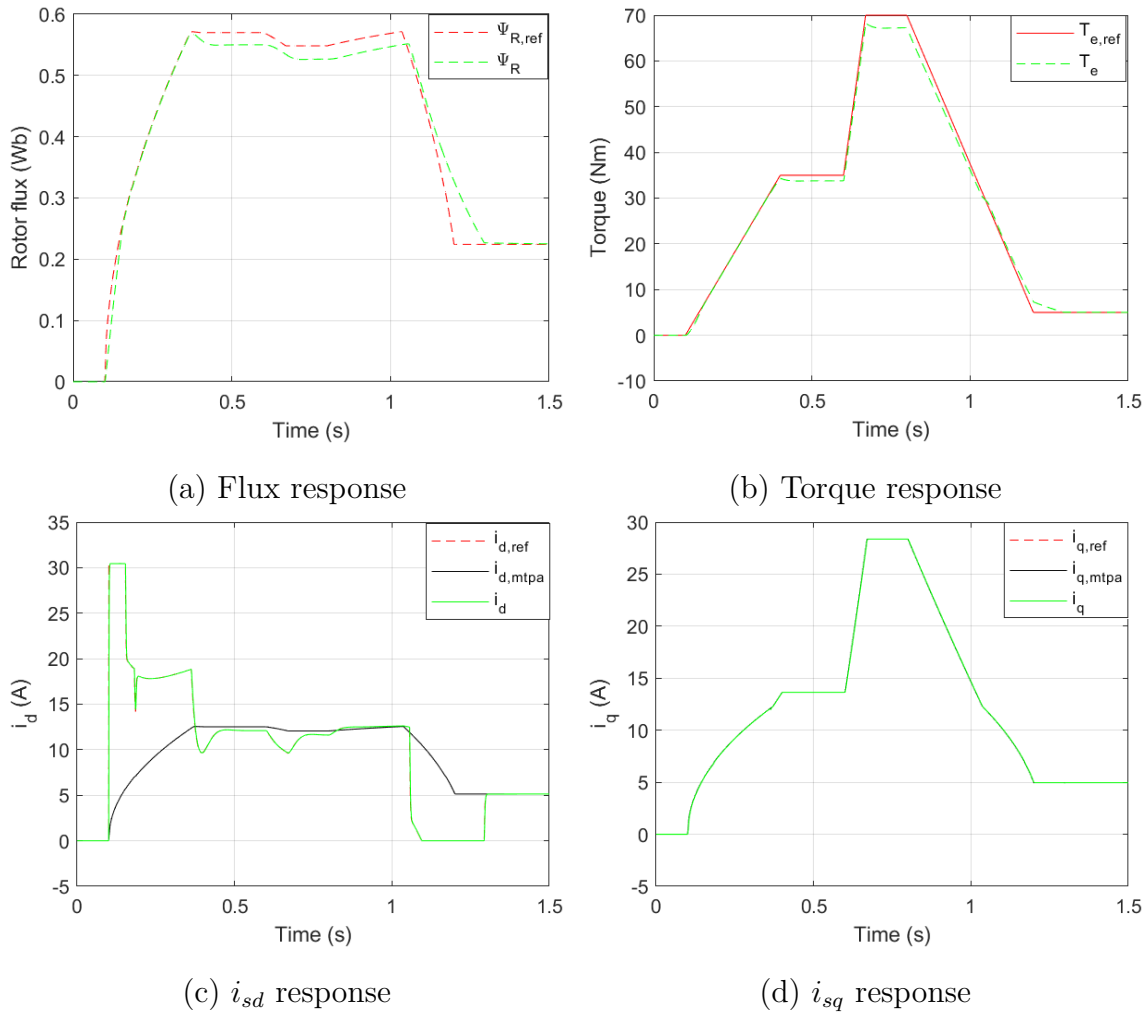 Ψ_R,ref
Ψ_R
0.6
0.5
0.4
0.3
0.2
0.1
0
Rotor flux (Wb)
0 0.5 1 1.5
Time (s)
(a) Flux response
T_e,ref
T_e
70
60
50
40
30
20
10
0
-10
Torque (Nm)
0 0.5 1 1.5
Time (s)
(b) Torque response
i_d,ref
i_d,mtpa
i_d
35
30
25
20
15
10
5
0
-5
i_d (A)
0 0.5 1 1.5
Time (s)
(c) i_sd response
i_q,ref
i_q,mtpa
i_q
30
25
20
15
10
5
0
-5
i_q (A)
0 0.5 1 1.5
Time (s)
(d) i_sq response